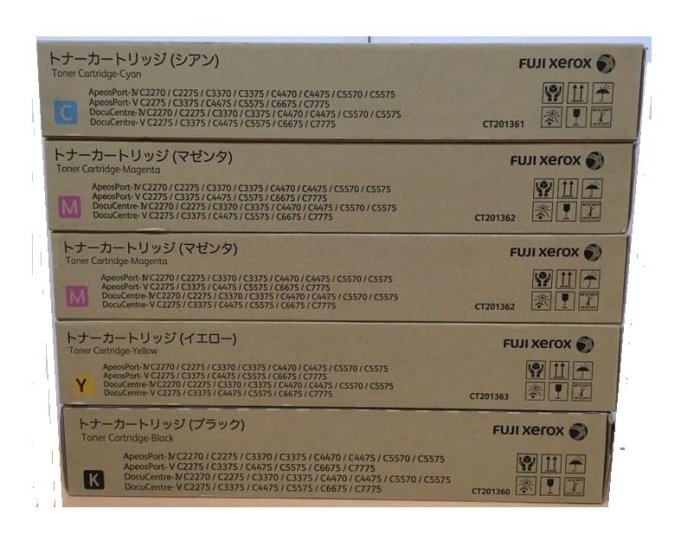 トナーカートリッジ (シアン)
Toner Cartridge-Cyan
FUJI xerox
C
ApeosPort-Ⅳ C2270 / C2275 / C3370 / C3375 / C4470 / C4475 / C5570 / C5575
ApeosPort-Ⅴ C2275 / C3375 / C4475 / C5575 / C6675 / C7775
DocuCentre-Ⅳ C2270 / C2275 / C3370 / C3375 / C4470 / C4475 / C5570 / C5575
DocuCentre-Ⅴ C2275 / C3375 / C4475 / C5575 / C6675 / C7775
CT201361
トナーカートリッジ (マゼンタ)
Toner Cartridge-Magenta
FUJI xerox
M
ApeosPort-Ⅳ C2270 / C2275 / C3370 / C3375 / C4470 / C4475 / C5570 / C5575
ApeosPort-Ⅴ C2275 / C3375 / C4475 / C5575 / C6675 / C7775
DocuCentre-Ⅳ C2270 / C2275 / C3370 / C3375 / C4470 / C4475 / C5570 / C5575
DocuCentre-Ⅴ C2275 / C3375 / C4475 / C5575 / C6675 / C7775
CT201362
トナーカートリッジ (マゼンタ)
Toner Cartridge-Magenta
FUJI xerox
M
ApeosPort-Ⅳ C2270 / C2275 / C3370 / C3375 / C4470 / C4475 / C5570 / C5575
ApeosPort-Ⅴ C2275 / C3375 / C4475 / C5575 / C6675 / C7775
DocuCentre-Ⅳ C2270 / C2275 / C3370 / C3375 / C4470 / C4475 / C5570 / C5575
DocuCentre-Ⅴ C2275 / C3375 / C4475 / C5575 / C6675 / C7775
CT201362
トナーカートリッジ (イエロー)
Toner Cartridge-Yellow
FUJI xerox
Y
ApeosPort-Ⅳ C2270 / C2275 / C3370 / C3375 / C4470 / C4475 / C5570 / C5575
ApeosPort-Ⅴ C2275 / C3375 / C4475 / C5575 / C6675 / C7775
DocuCentre-Ⅳ C2270 / C2275 / C3370 / C3375 / C4470 / C4475 / C5570 / C5575
DocuCentre-Ⅴ C2275 / C3375 / C4475 / C5575 / C6675 / C7775
CT201363
トナーカートリッジ (ブラック)
Toner Cartridge-Black
FUJI xerox
K
ApeosPort-Ⅳ C2270 / C2275 / C3370 / C3375 / C4470 / C4475 / C5570 / C5575
ApeosPort-Ⅴ C2275 / C3375 / C4475 / C5575 / C6675 / C7775
DocuCentre-Ⅳ C2270 / C2275 / C3370 / C3375 / C4470 / C4475 / C5570 / C5575
DocuCentre-Ⅴ C2275 / C3375 / C4475 / C5575 / C6675 / C7775
CT201360